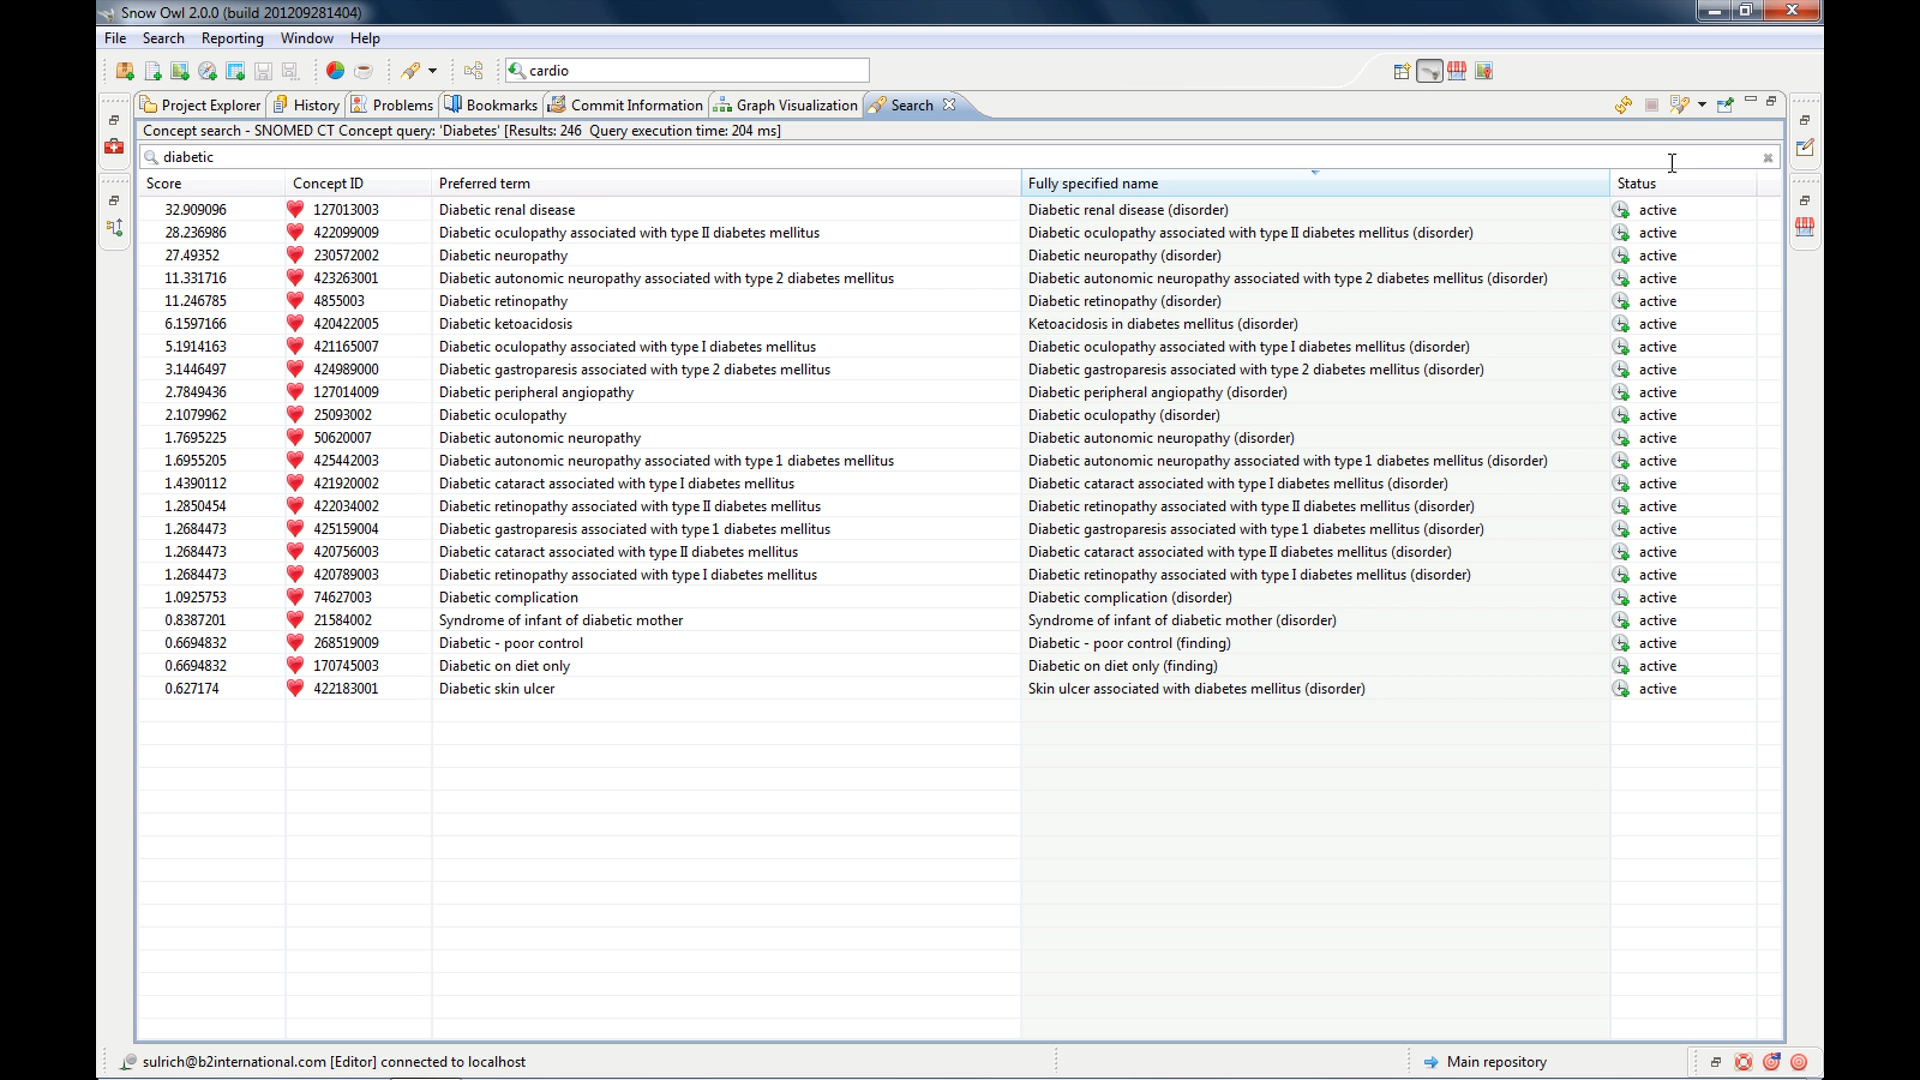 Snow Owl 2.0.0 (build 201209281404)
File Search Reporting Window Help
cardio
Project Explorer History Problems Bookmarks Commit Information Graph Visualization Search
Concept search - SNOMED CT Concept query: 'Diabetes' [Results: 246 Query execution time: 204 ms]
diabetic
Score Concept ID Preferred term Fully specified name Status
32.909096 127013003 Diabetic renal disease Diabetic renal disease (disorder) active
28.236986 422099009 Diabetic oculopathy associated with type II diabetes mellitus Diabetic oculopathy associated with type II diabetes mellitus (disorder) active
27.49352 230572002 Diabetic neuropathy Diabetic neuropathy (disorder) active
11.331716 423263001 Diabetic autonomic neuropathy associated with type 2 diabetes mellitus Diabetic autonomic neuropathy associated with type 2 diabetes mellitus (disorder) active
11.246785 4855003 Diabetic retinopathy Diabetic retinopathy (disorder) active
6.1597166 420422005 Diabetic ketoacidosis Ketoacidosis in diabetes mellitus (disorder) active
5.1914163 421165007 Diabetic oculopathy associated with type I diabetes mellitus Diabetic oculopathy associated with type I diabetes mellitus (disorder) active
3.1446497 424989000 Diabetic gastroparesis associated with type 2 diabetes mellitus Diabetic gastroparesis associated with type 2 diabetes mellitus (disorder) active
2.7849436 127014009 Diabetic peripheral angiopathy Diabetic peripheral angiopathy (disorder) active
2.1079962 25093002 Diabetic oculopathy Diabetic oculopathy (disorder) active
1.7695225 50620007 Diabetic autonomic neuropathy Diabetic autonomic neuropathy (disorder) active
1.6955205 425442003 Diabetic autonomic neuropathy associated with type 1 diabetes mellitus Diabetic autonomic neuropathy associated with type 1 diabetes mellitus (disorder) active
1.4390112 421920002 Diabetic cataract associated with type I diabetes mellitus Diabetic cataract associated with type I diabetes mellitus (disorder) active
1.2850454 422034002 Diabetic retinopathy associated with type II diabetes mellitus Diabetic retinopathy associated with type II diabetes mellitus (disorder) active
1.2684473 425159004 Diabetic gastroparesis associated with type 1 diabetes mellitus Diabetic gastroparesis associated with type 1 diabetes mellitus (disorder) active
1.2684473 420756003 Diabetic cataract associated with type II diabetes mellitus Diabetic cataract associated with type II diabetes mellitus (disorder) active
1.2684473 420789003 Diabetic retinopathy associated with type I diabetes mellitus Diabetic retinopathy associated with type I diabetes mellitus (disorder) active
1.0925753 74627003 Diabetic complication Diabetic complication (disorder) active
0.8387201 21584002 Syndrome of infant of diabetic mother Syndrome of infant of diabetic mother (disorder) active
0.6694832 268519009 Diabetic - poor control Diabetic - poor control (finding) active
0.6694832 170745003 Diabetic on diet only Diabetic on diet only (finding) active
0.627174 422183001 Diabetic skin ulcer Skin ulcer associated with diabetes mellitus (disorder) active
sulrich@b2international.com [Editor] connected to localhost Main repository